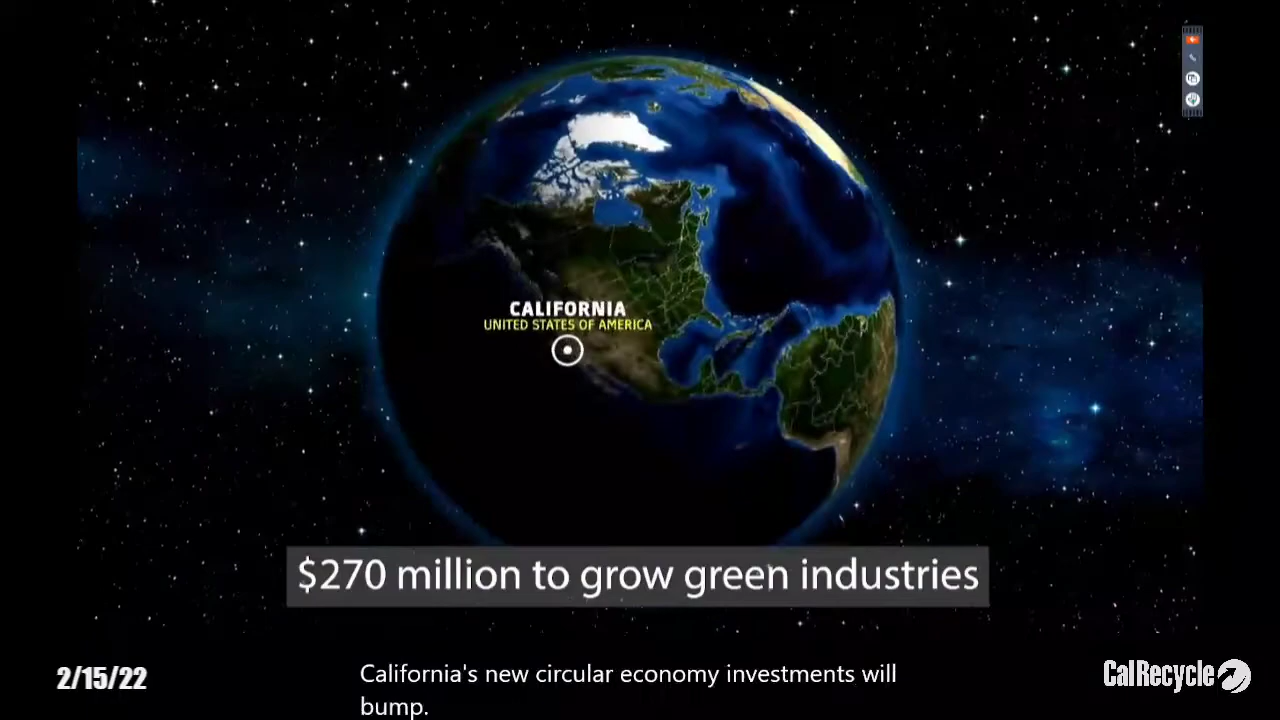 CALIFORNIA
UNITED STATES OF AMERICA
$270 million to grow green industries
2/15/22
California's new circular economy investments will
bump.
CalRecycle